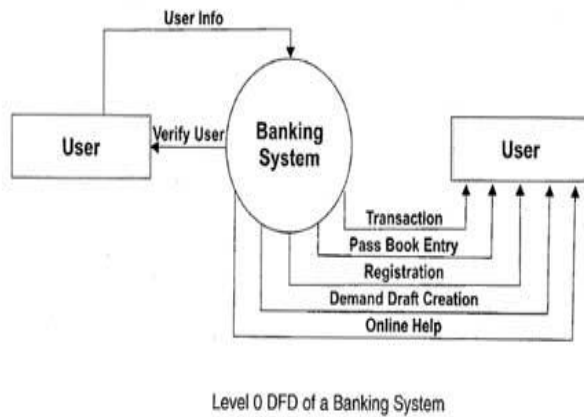 User Info
User
Verify User
Banking
System
User
Transaction
Pass Book Entry
Registration
Demand Draft Creation
Online Help
Level 0 DFD of a Banking System